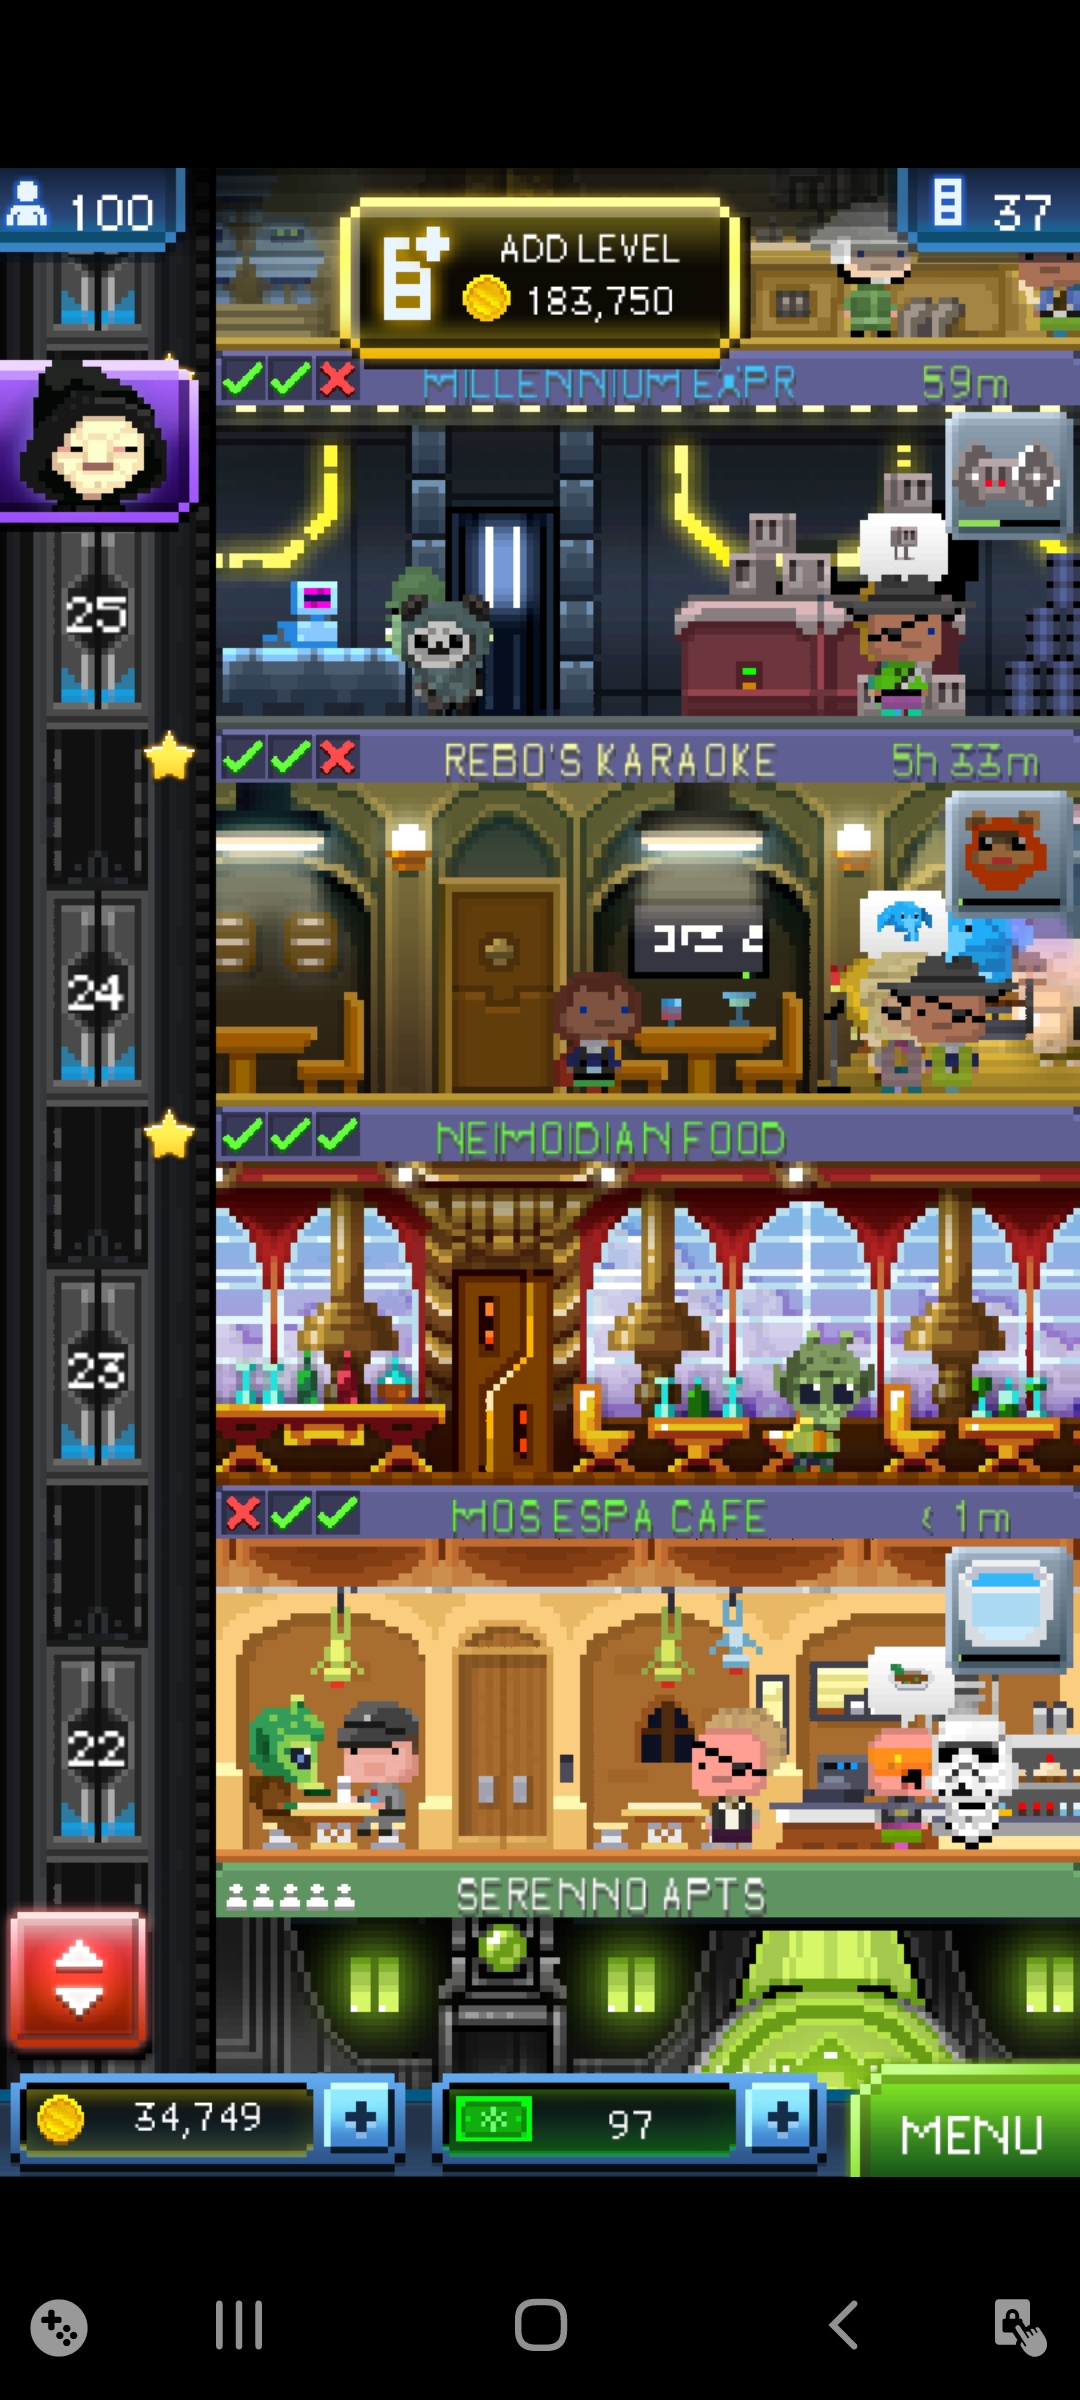 100
37
ADD LEVEL
183,750
MILLENNIUM EXPR 59m
25
REBO'S KARAOKE 5h 33m
24
NEIMOIDIAN FOOD
23
MOS ESPA CAFE < 1m
22
SERENNO APTS
34,749
97
MENU